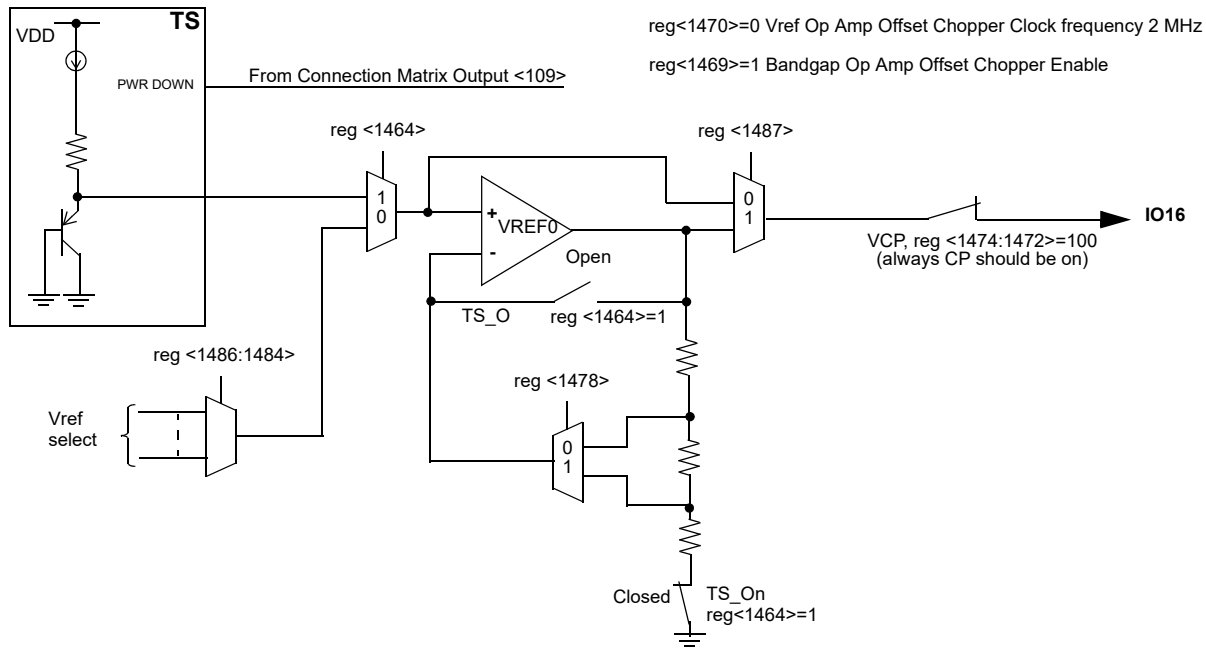 TS
VDD
PWR DOWN
From Connection Matrix Output <109>
reg<1470>=0 Vref Op Amp Offset Chopper Clock frequency 2 MHz
reg<1469>=1 Bandgap Op Amp Offset Chopper Enable
reg <1464>
1
0
reg <1487>
0
1
+
VREF0
-
Open
TS_O
reg <1464>=1
VCP, reg <1474:1472>=100
(always CP should be on)
IO16
reg <1486:1484>
Vref
select
reg <1478>
0
1
Closed
TS_On
reg<1464>=1